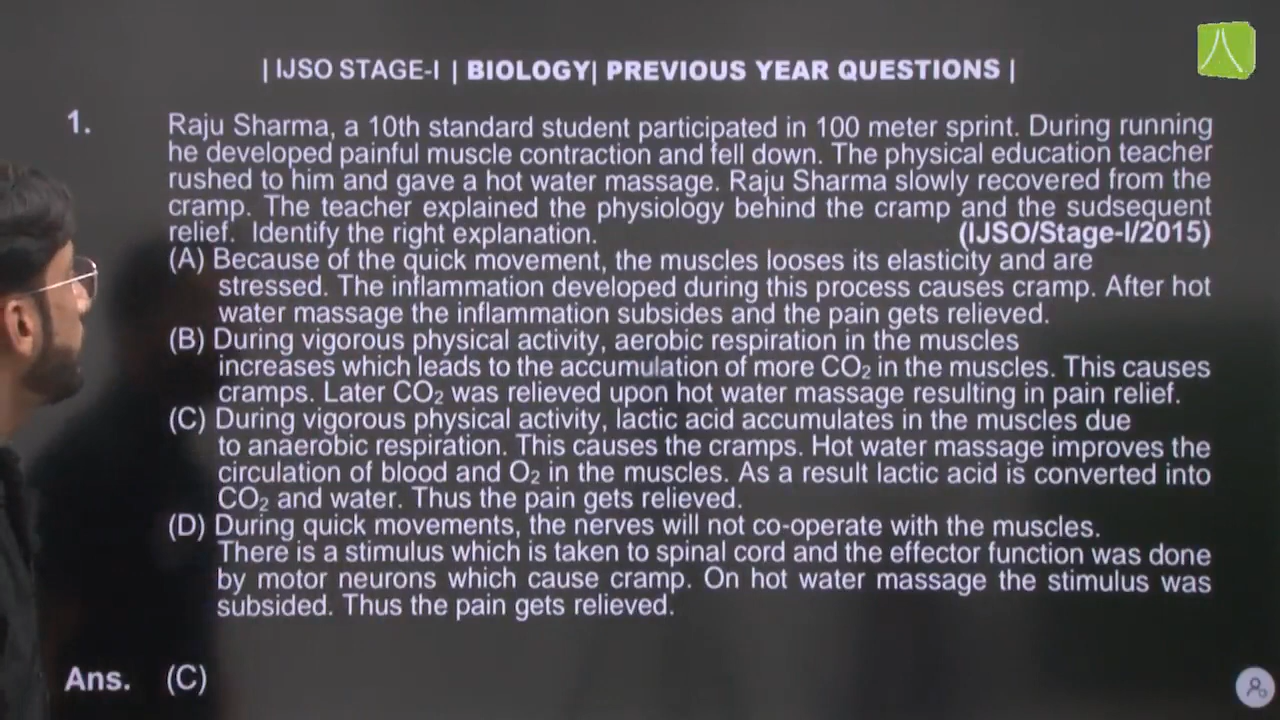 | IJSO STAGE-I | BIOLOGY| PREVIOUS YEAR QUESTIONS |
1. Raju Sharma, a 10th standard student participated in 100 meter sprint. During running
he developed painful muscle contraction and fell down. The physical education teacher
rushed to him and gave a hot water massage. Raju Sharma slowly recovered from the
cramp. The teacher explained the physiology behind the cramp and the sudsequent
relief. Identify the right explanation. (IJSO/Stage-I/2015)
(A) Because of the quick movement, the muscles looses its elasticity and are
stressed. The inflammation developed during this process causes cramp. After hot
water massage the inflammation subsides and the pain gets relieved.
(B) During vigorous physical activity, aerobic respiration in the muscles
increases which leads to the accumulation of more CO₂ in the muscles. This causes
cramps. Later CO₂ was relieved upon hot water massage resulting in pain relief.
(C) During vigorous physical activity, lactic acid accumulates in the muscles due
to anaerobic respiration. This causes the cramps. Hot water massage improves the
circulation of blood and O₂ in the muscles. As a result lactic acid is converted into
CO₂ and water. Thus the pain gets relieved.
(D) During quick movements, the nerves will not co-operate with the muscles.
There is a stimulus which is taken to spinal cord and the effector function was done
by motor neurons which cause cramp. On hot water massage the stimulus was
subsided. Thus the pain gets relieved.
Ans. (C)